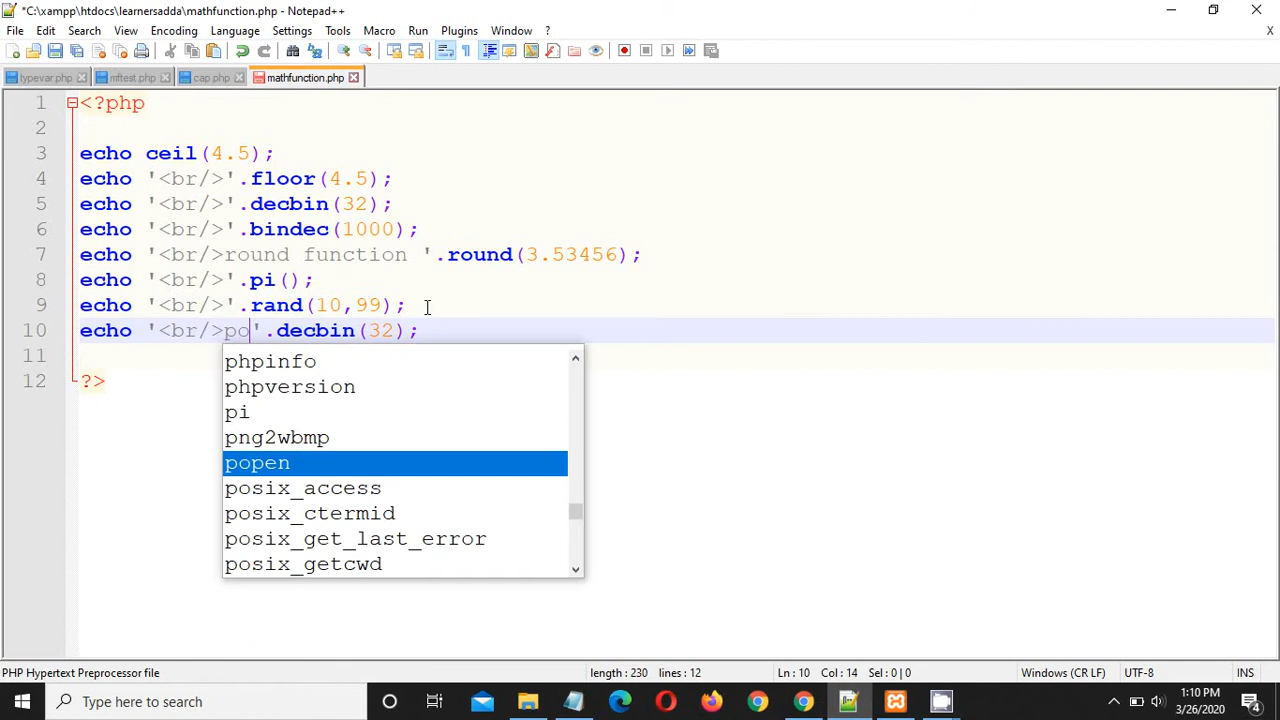 *C:\xampp\htdocs\learnersadda\mathfunction.php - Notepad++
File Edit Search View Encoding Language Settings Tools Macro Run Plugins Window ? X
typevar.php mftest.php cap.php mathfunction.php
1 <?php
2
3 echo ceil(4.5);
4 echo '<br/>'.floor(4.5);
5 echo '<br/>'.decbin(32);
6 echo '<br/>'.bindec(1000);
7 echo '<br/>round function '.round(3.53456);
8 echo '<br/>'.pi();
9 echo '<br/>'.rand(10,99);
10 echo '<br/>po'.decbin(32);
11
12 ?>
phpinfo
phpversion
pi
png2wbmp
popen
posix_access
posix_ctermid
posix_get_last_error
posix_getcwd
PHP Hypertext Preprocessor file length : 230 lines : 12 Ln : 10 Col : 14 Sel : 0 | 0 Windows (CR LF) UTF-8 INS
Type here to search
1:10 PM
3/26/2020
4